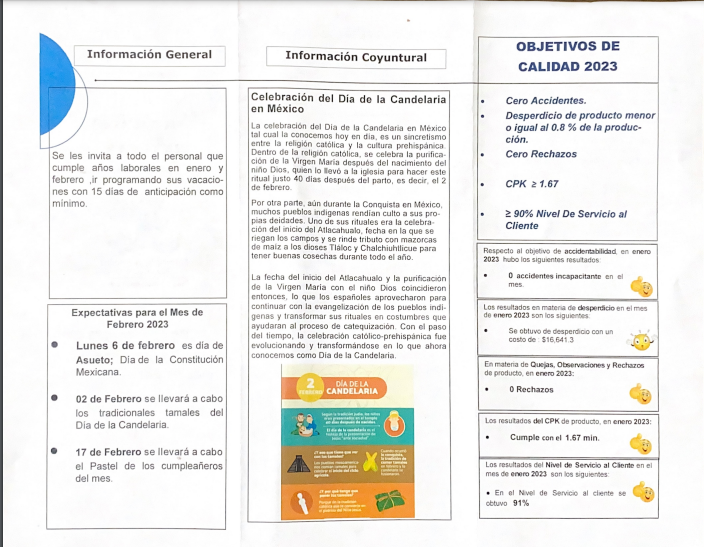 Información General
Se les invita a todo el personal que
cumple años laborales en enero y
febrero ,ir programando sus vacacio-
nes con 15 días de anticipación como
mínimo.
Expectativas para el Mes de
Febrero 2023
• Lunes 6 de febrero es día de
Asueto; Día de la Constitución
Mexicana.
• 02 de Febrero se llevará a cabo
los tradicionales tamales del
Día de la Candelaria.
• 17 de Febrero se llevará a cabo
el Pastel de los cumpleañeros
del mes.
Información Coyuntural
Celebración del Día de la Candelaria
en México
La celebración del Día de la Candelaria en México
tal cual la conocemos hoy en día, es un sincretismo
entre la religión católica y la cultura prehispánica.
Dentro de la religión católica, se celebra la purifica-
ción de la Virgen María después del nacimiento del
niño Dios, quien lo llevó a la iglesia para hacer este
ritual justo 40 días después del parto, es decir, el 2
de febrero.
Por otra parte, aún durante la Conquista en México,
muchos pueblos indígenas rendían culto a sus pro-
pias deidades. Uno de sus rituales era la celebra-
ción del inicio del Atlacahualo, fecha en la que se
riegan los campos y se rinde tributo con mazorcas
de maíz a los dioses Tláloc y Chalchiuhtlicue para
tener buenas cosechas durante todo el año.
La fecha del inicio del Atlacahualo y la purificación
de la Virgen María con el niño Dios coincidieron
entonces, lo que los españoles aprovecharon para
continuar con la evangelización de los pueblos indí-
genas y transformar sus rituales en costumbres que
ayudaran al proceso de catequización. Con el paso
del tiempo, la celebración católico-prehispánica fue
evolucionando y transformándose en lo que ahora
conocemos como Día de la Candelaria.
2
FEBRERO
DÍA DE LA
CANDELARIA
OBJETIVOS DE
CALIDAD 2023
• Cero Accidentes.
• Desperdicio de producto menor
o igual al 0.8 % de la produc-
ción.
• Cero Rechazos
• CPK ≥ 1.67
• ≥ 90% Nivel De Servicio al
Cliente
Respecto al objetivo de accidentabilidad, en enero
2023 hubo los siguientes resultados:
• 0 accidentes incapacitante en el
mes.
Los resultados en materia de desperdicio en el mes
de enero 2023 son los siguientes:
• Se obtuvo de desperdicio con un
costo de $16,641.3
En materia de Quejas, Observaciones y Rechazos
de producto, en enero 2023:
• 0 Rechazos
Los resultados del CPK de producto, en enero 2023:
• Cumple con el 1.67 min.
Los resultados del Nivel de Servicio al Cliente en el
mes de enero 2023 son los siguientes:
• En el Nivel de Servicio al cliente se
obtuvo 91%